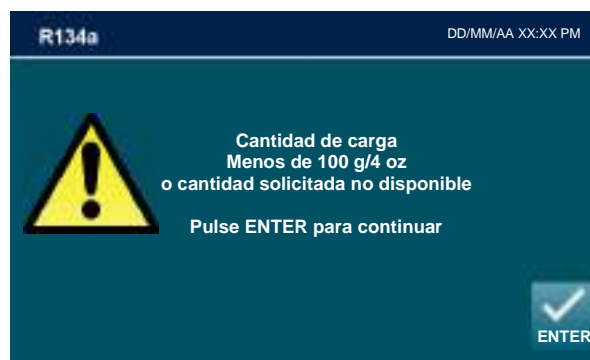 R134a
DD/MM/AA XX:XX PM
Cantidad de carga
Menos de 100 g/4 oz
o cantidad solicitada no disponible
Pulse ENTER para continuar
ENTER